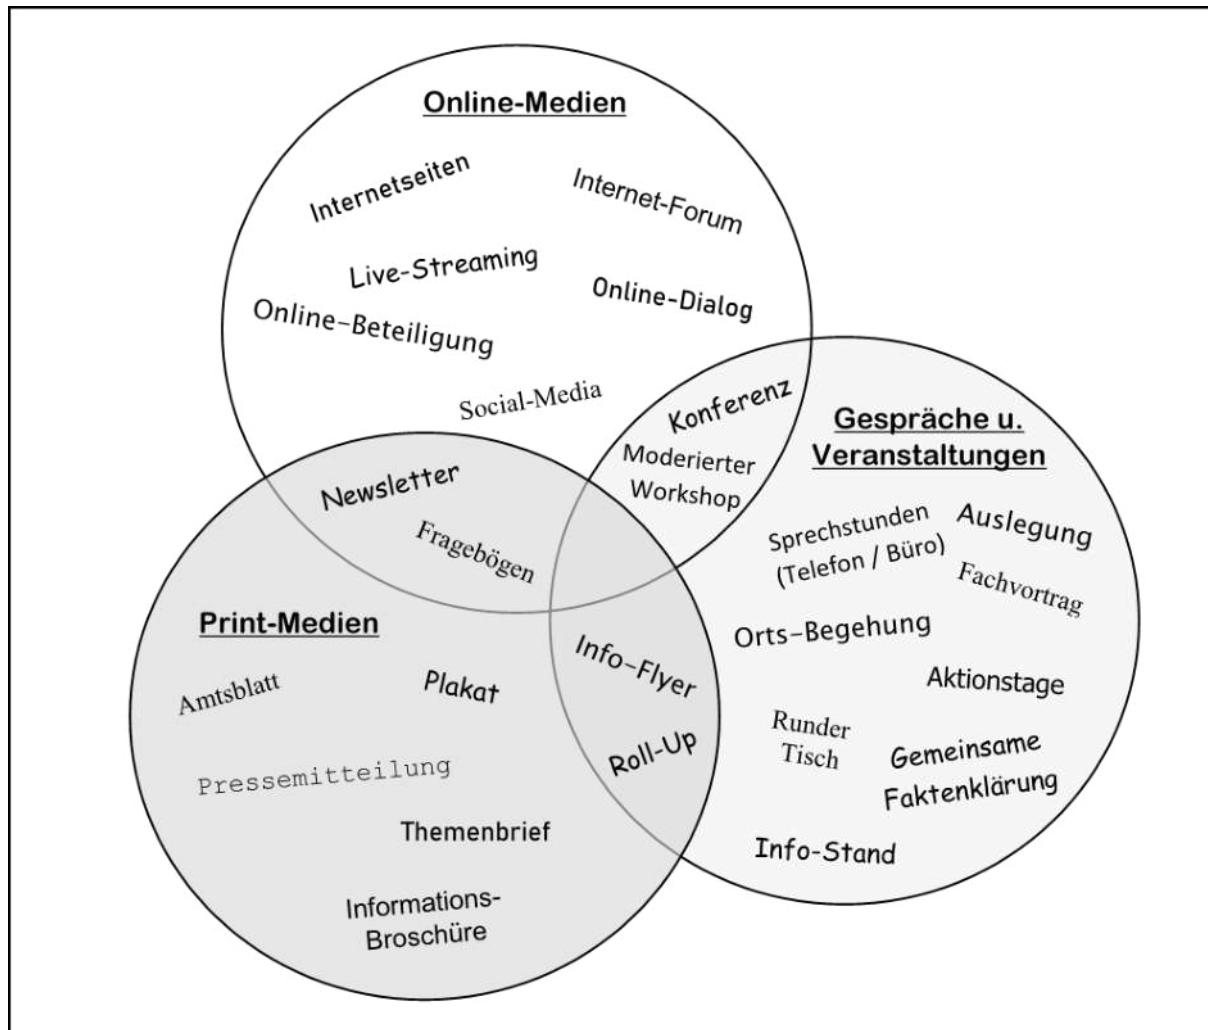 Online-Medien
Internetseiten
Internet-Forum
Live-Streaming
Online-Dialog
Online-Beteiligung
Social-Media
Konferenz
Moderierter
Workshop
Gespräche u.
Veranstaltungen
Sprechstunden
(Telefon / Büro)
Auslegung
Fachvortrag
Orts-Begehung
Aktionstage
Runder
Tisch
Gemeinsame
Faktenklärung
Info-Stand
Newsletter
Fragebögen
Print-Medien
Info-Flyer
Roll-Up
Amtsblatt
Plakat
Pressemitteilung
Themenbrief
Informations-
Broschüre